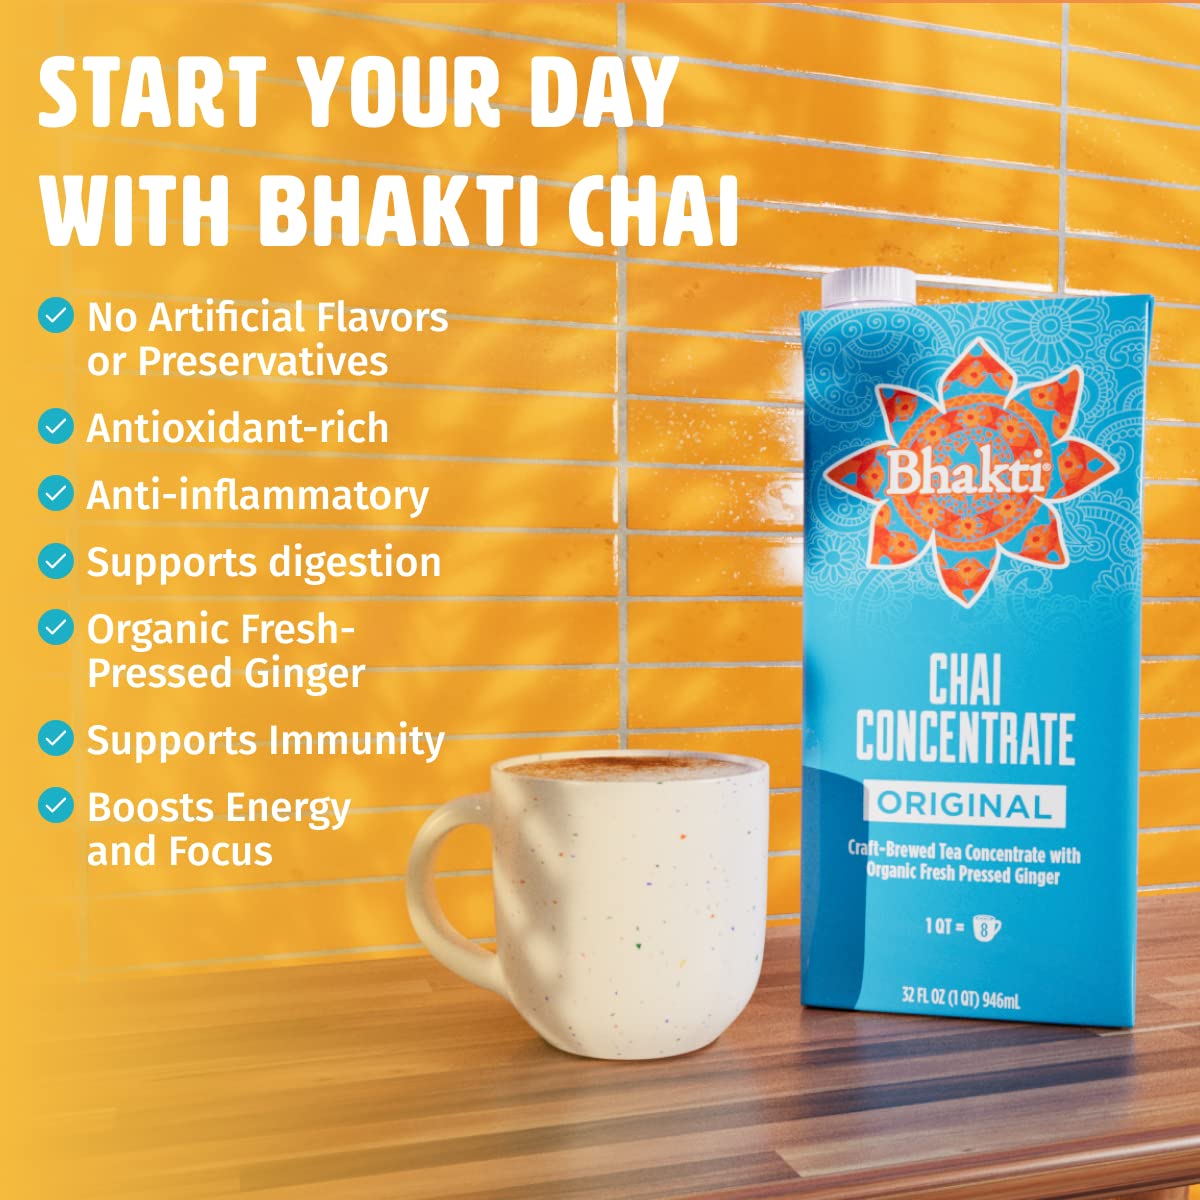 START YOUR DAY
WITH BHAKTI CHAI
No Artificial Flavors
or Preservatives
Antioxidant-rich
Anti-inflammatory
Supports digestion
Organic Fresh-
Pressed Ginger
Supports Immunity
Boosts Energy
and Focus
Bhakti®
CHAI
CONCENTRATE
ORIGINAL
Craft-Brewed Tea Concentrate with
Organic Fresh Pressed Ginger
1 QT = 8
32 FL OZ (1 QT) 946mL